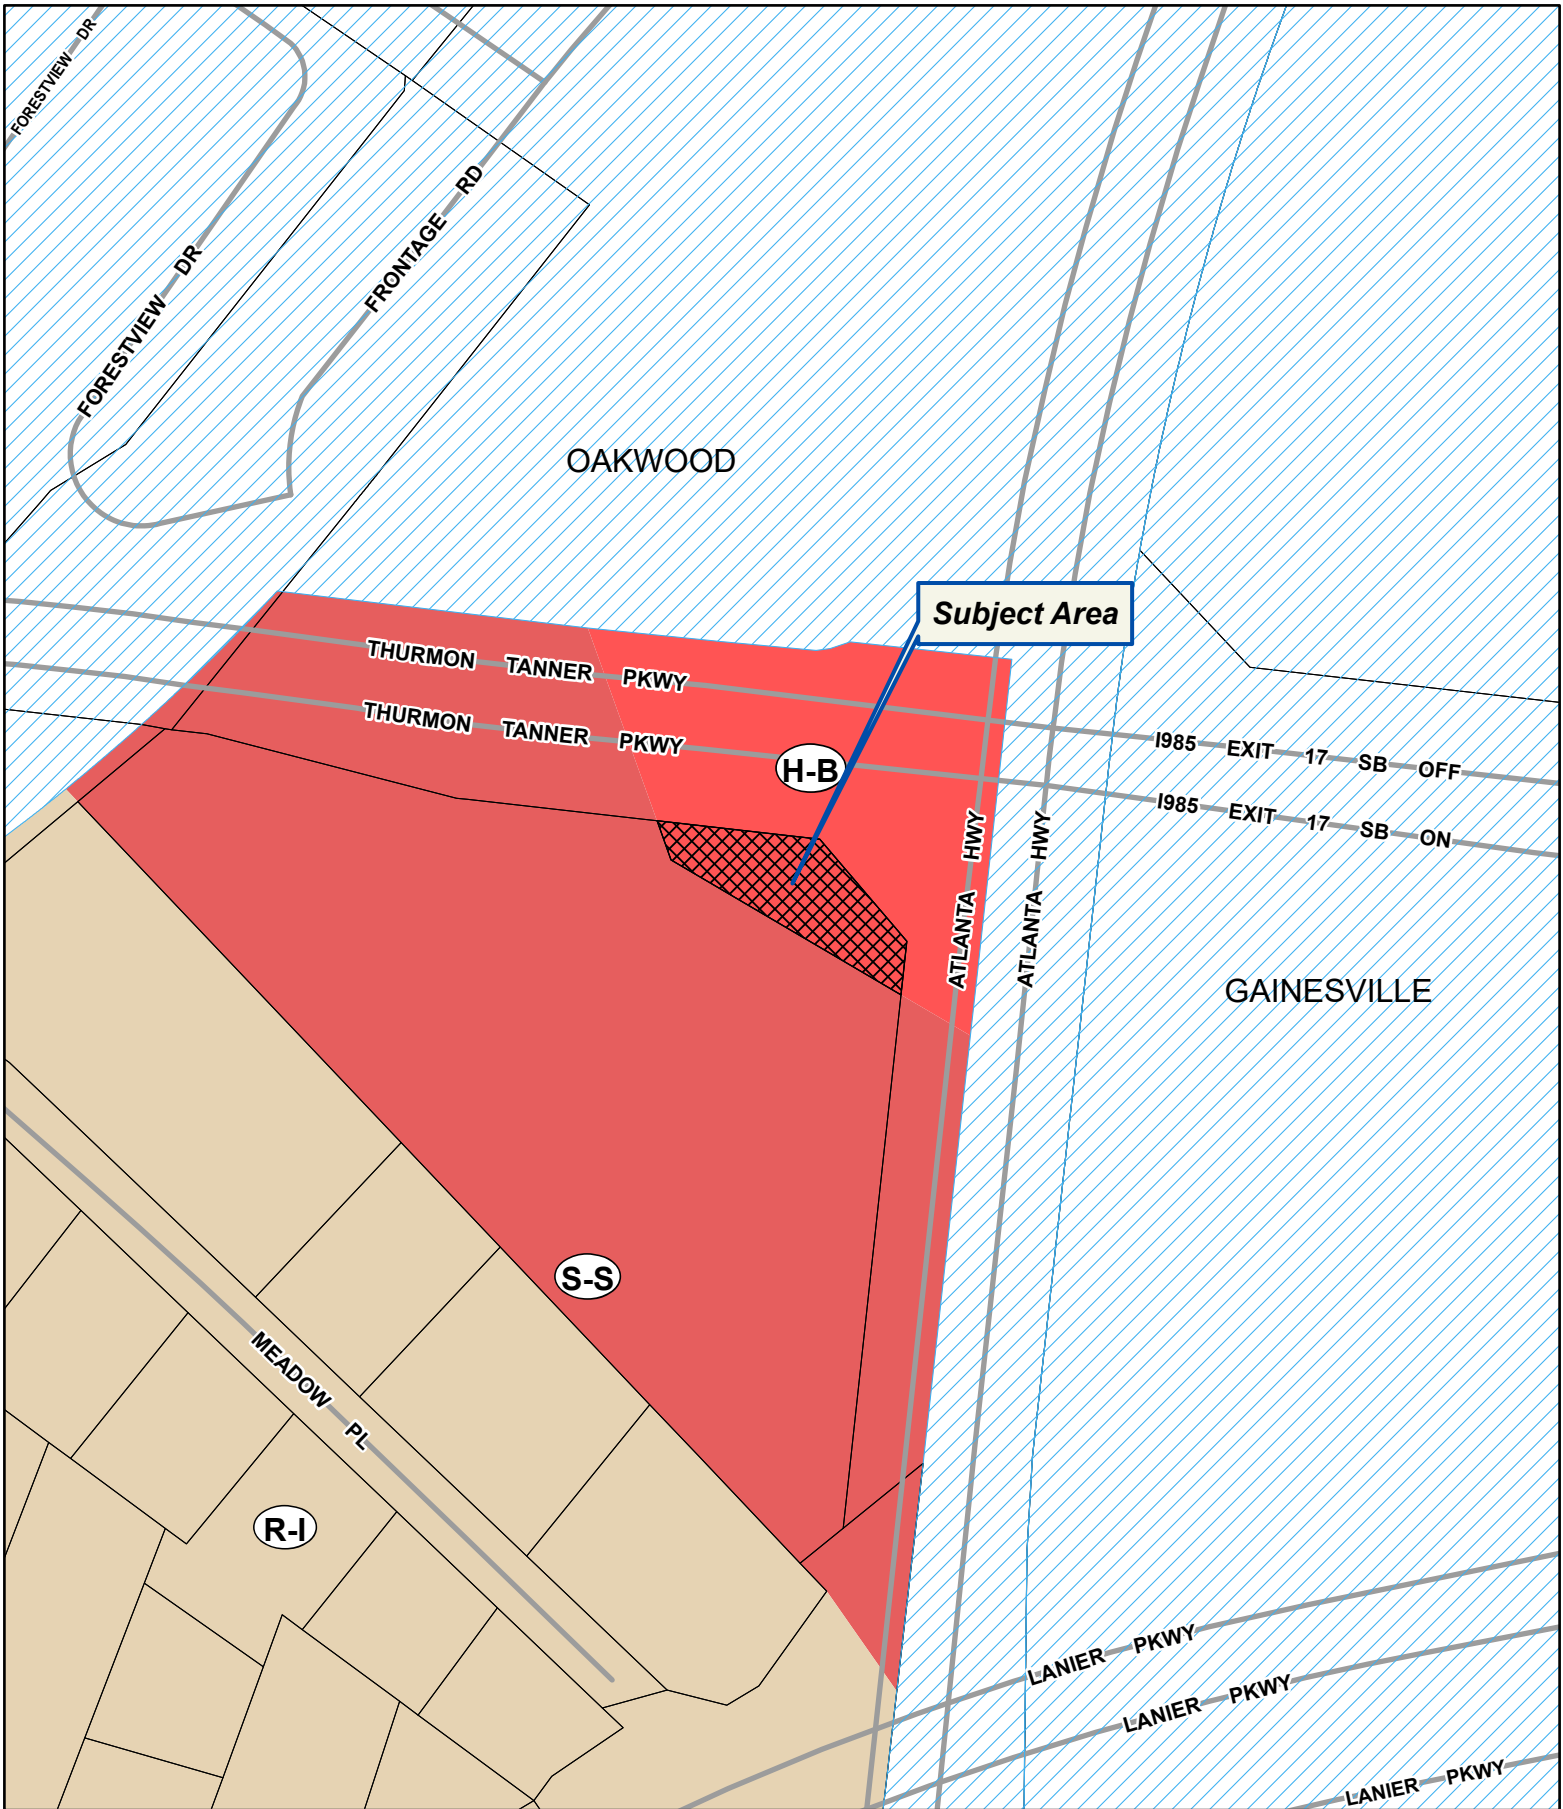 FORESTVIEW DR
FORESTVIEW DR
FRONTAGE RD
OAKWOOD
Subject Area
THURMON TANNER PKWY
THURMON TANNER PKWY
H-B
I985 EXIT 17 SB OFF
I985 EXIT 17 SB ON
ATLANTA HWY
ATLANTA HWY
GAINESVILLE
S-S
MEADOW PL
R-I
LANIER PKWY
LANIER PKWY
LANIER PKWY